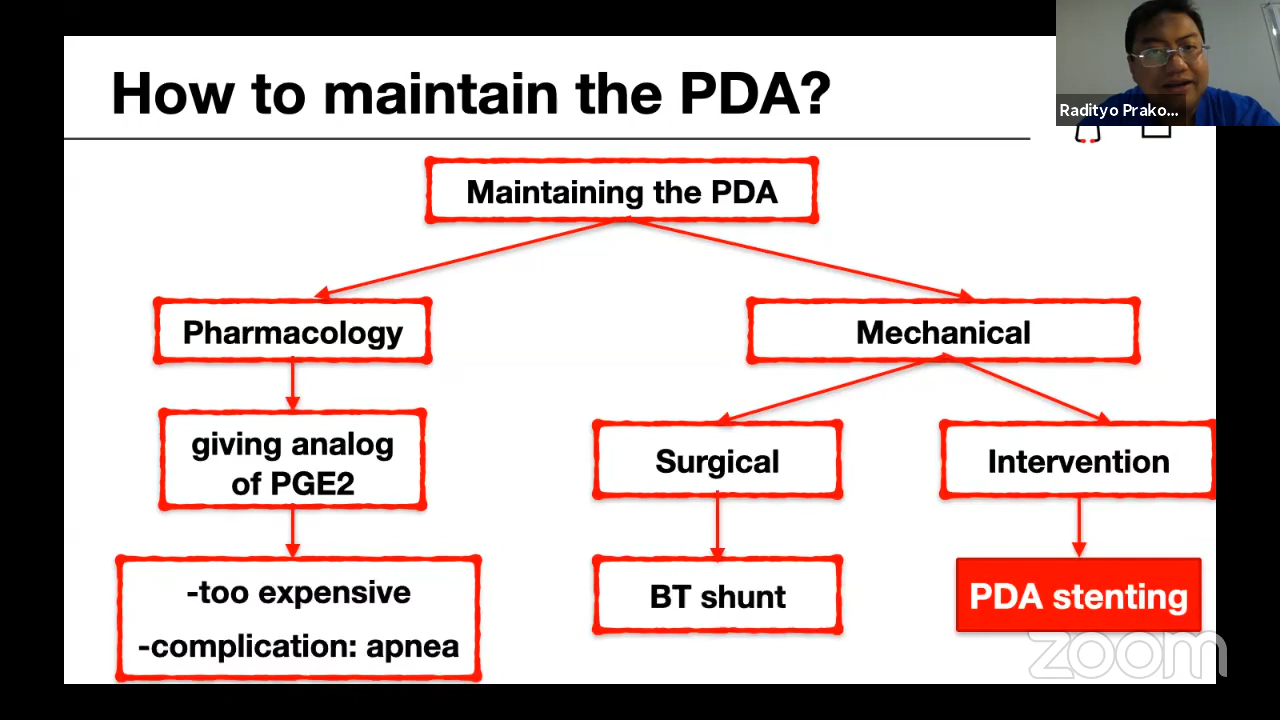 How to maintain the PDA?
Radityo Prako...
Maintaining the PDA
Pharmacology
Mechanical
giving analog
of PGE2
Surgical
Intervention
-too expensive
-complication: apnea
BT shunt
PDA stenting
zoom